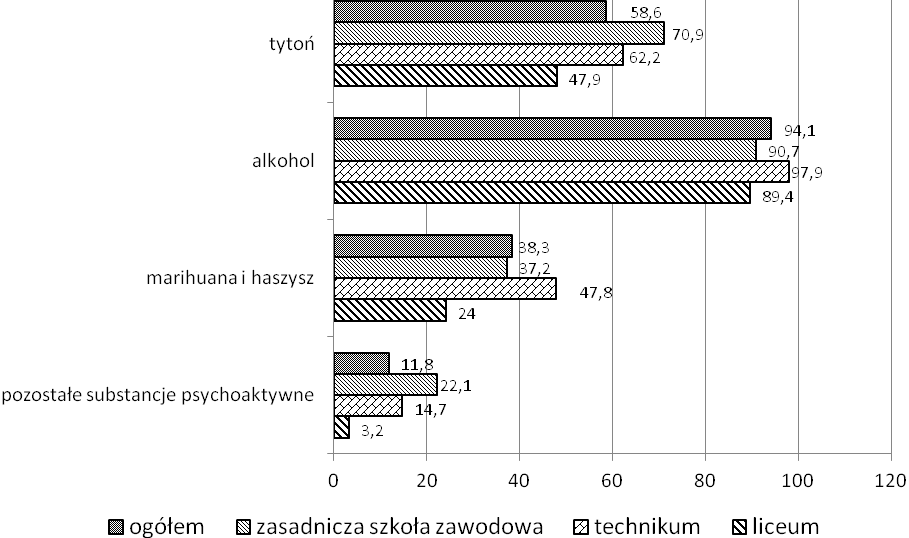 58,6
tytoń
70,9
62,2
47,9
94,1
alkohol
90,7
97,9
89,4
38,3
marihuana i haszysz
37,2
47,8
24
11,8
pozostałe substancje psychoaktywne
22,1
14,7
3,2
0 20 40 60 80 100 120
ogółem zasadnicza szkoła zawodowa technikum liceum